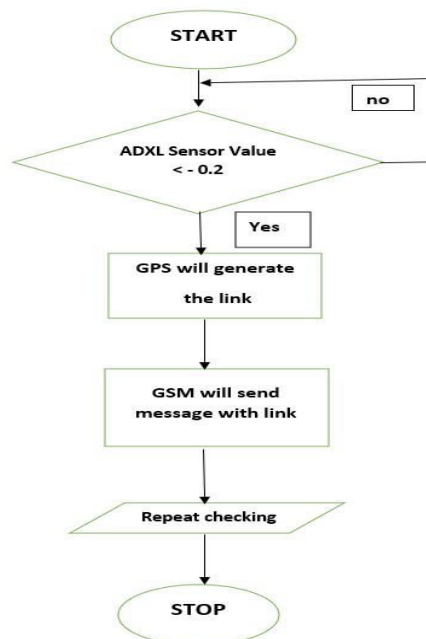 START
no
ADXL Sensor Value
< - 0.2
Yes
GPS will generate
the link
GSM will send
message with link
Repeat checking
STOP